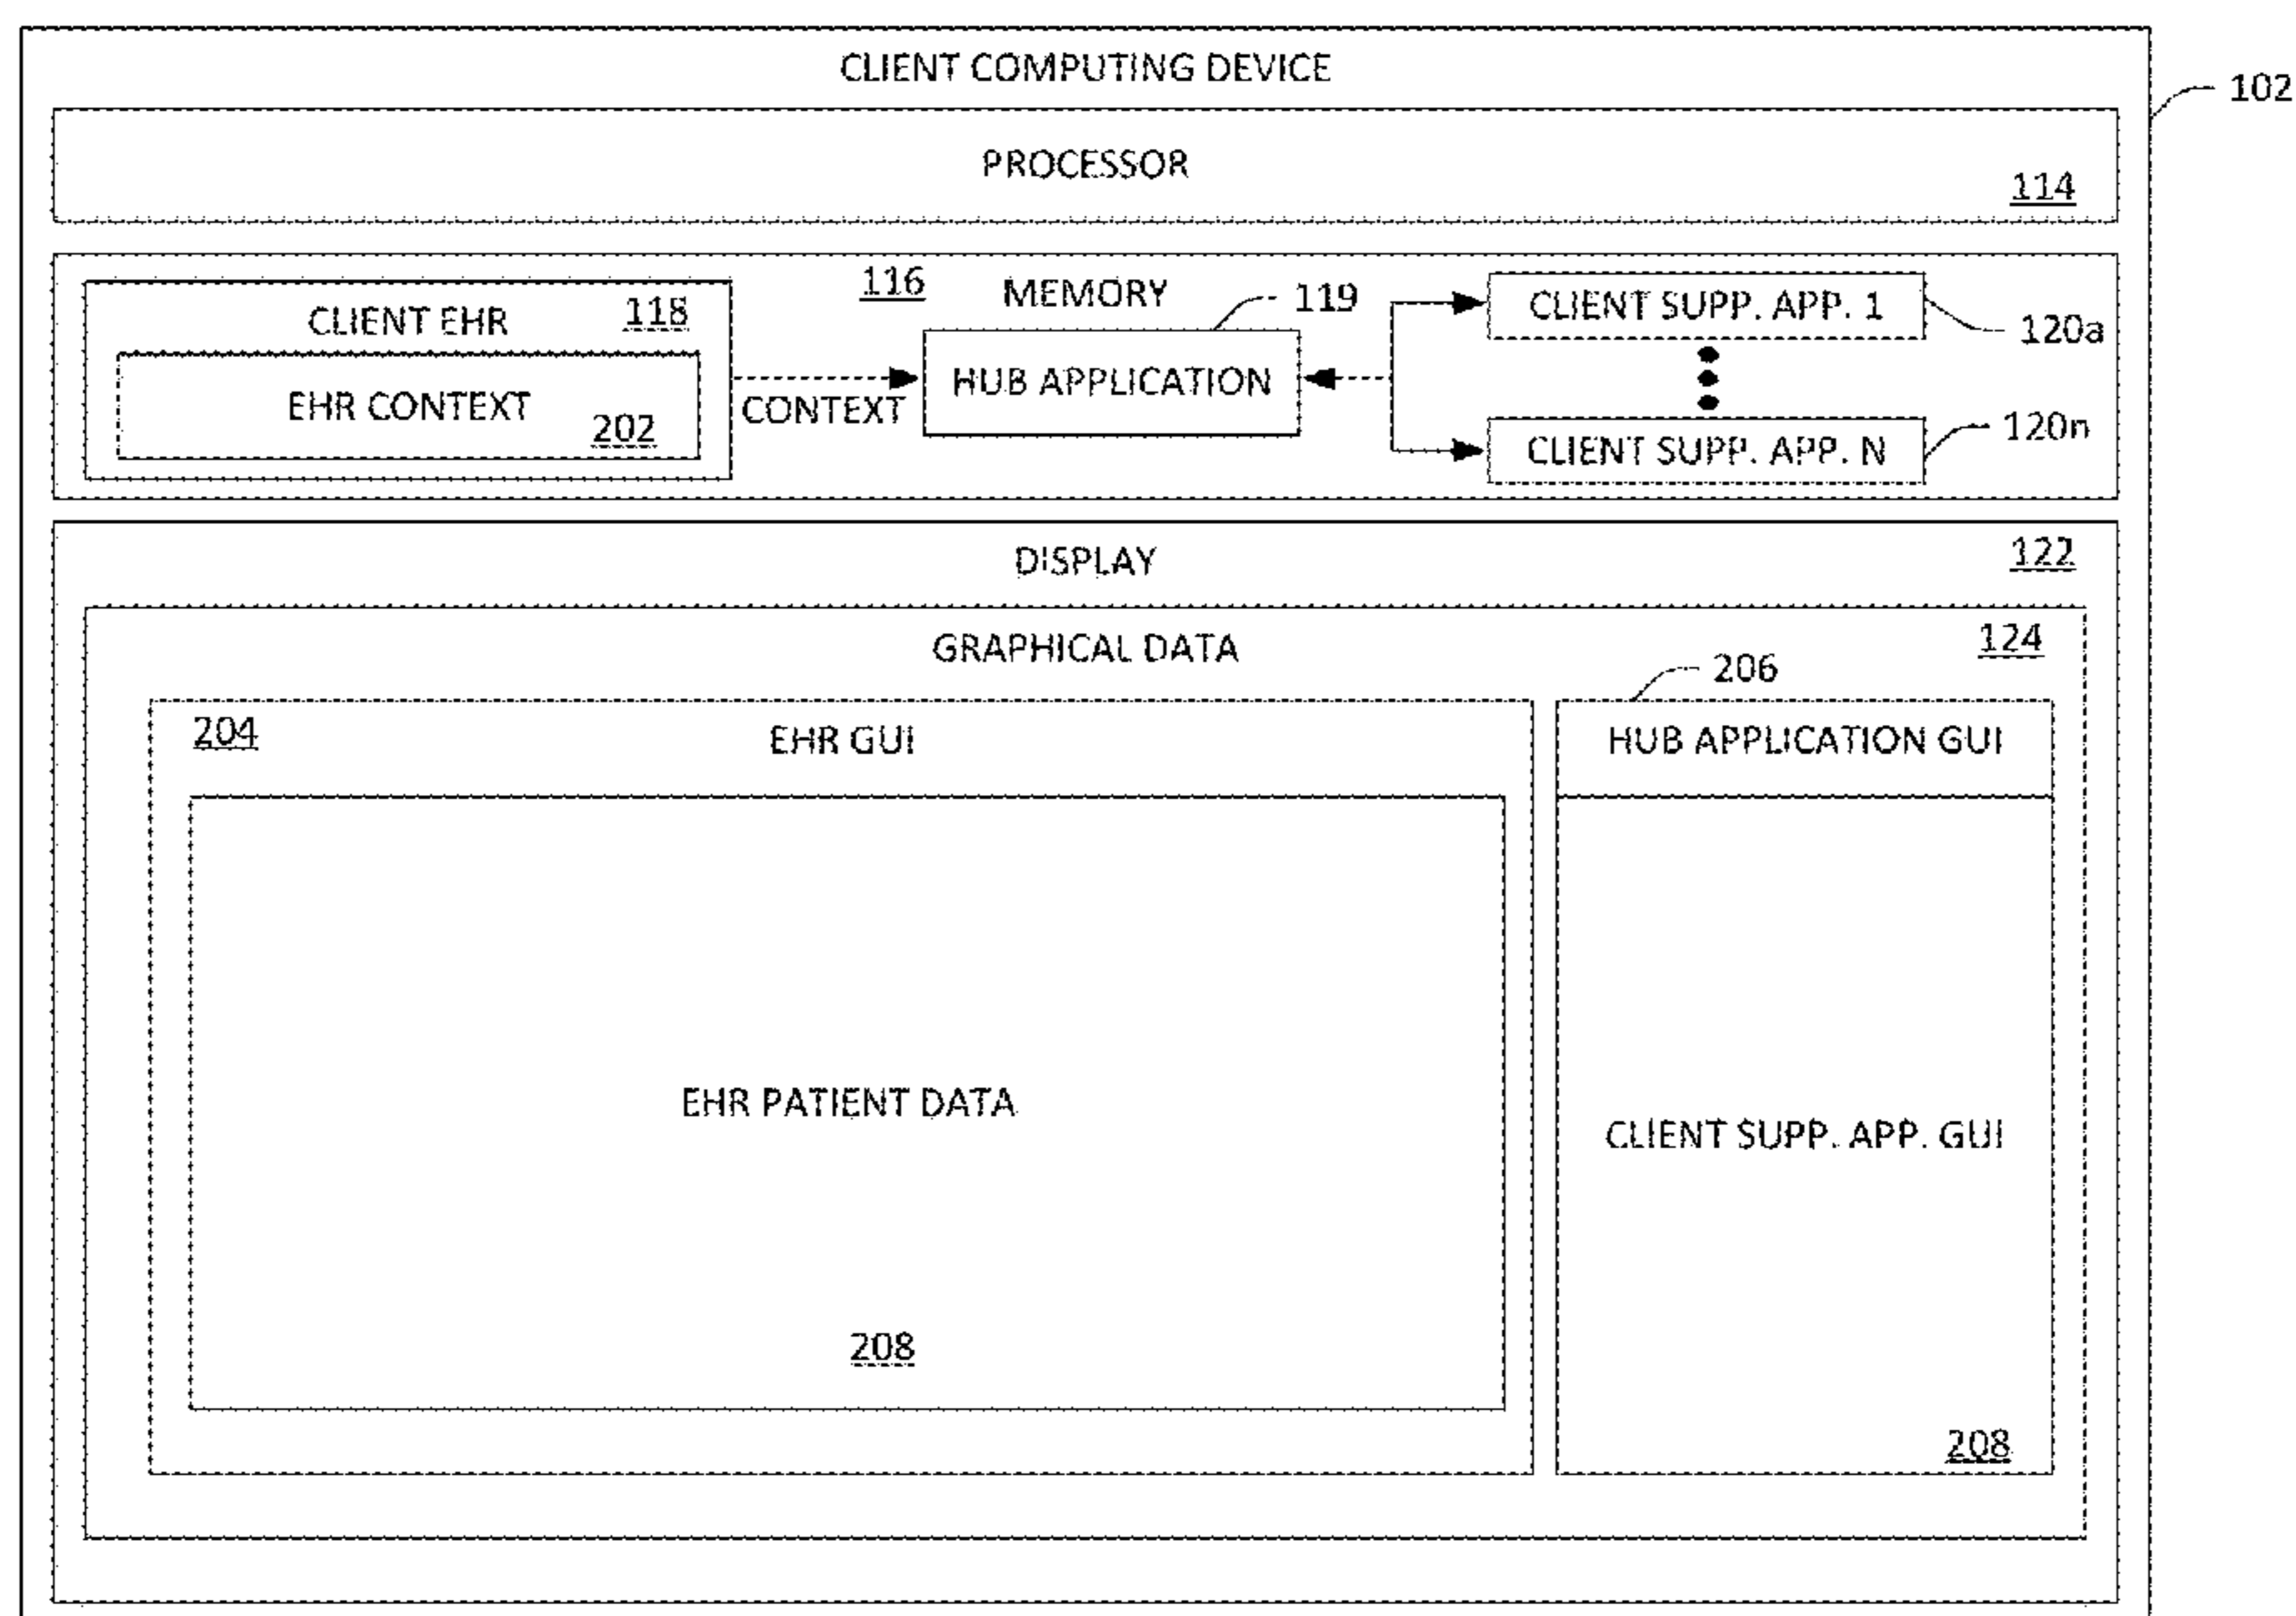 CLIENT COMPUTING DEVICE
102
PROCESSOR
114
116
MEMORY
119
CLIENT EHR
118
EHR CONTEXT
202
CONTEXT
HUB APPLICATION
CLIENT SUPP. APP. 1
120a
CLIENT SUPP. APP. N
120n
DISPLAY
122
GRAPHICAL DATA
124
204
EHR GUI
206
HUB APPLICATION GUI
EHR PATIENT DATA
208
CLIENT SUPP. APP. GUI
208